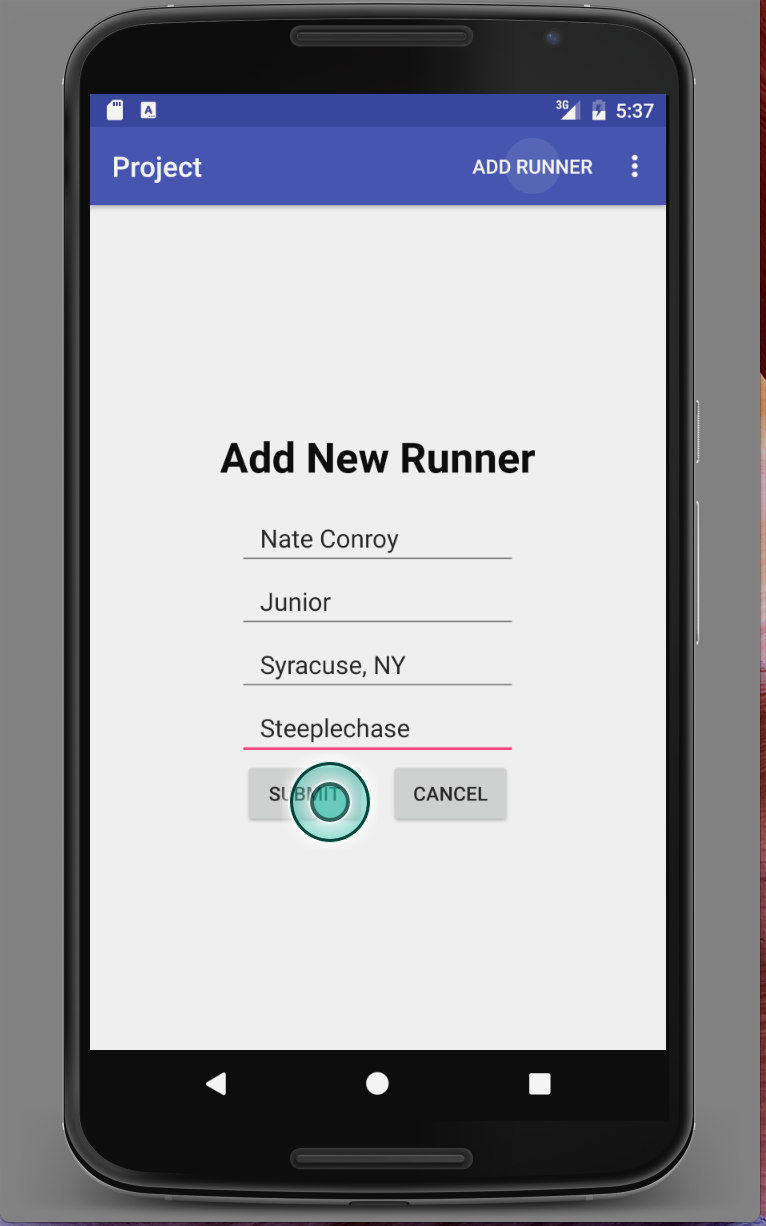 3G 5:37
Project ADD RUNNER
Add New Runner
Nate Conroy
Junior
Syracuse, NY
Steeplechase
SUBMIT CANCEL